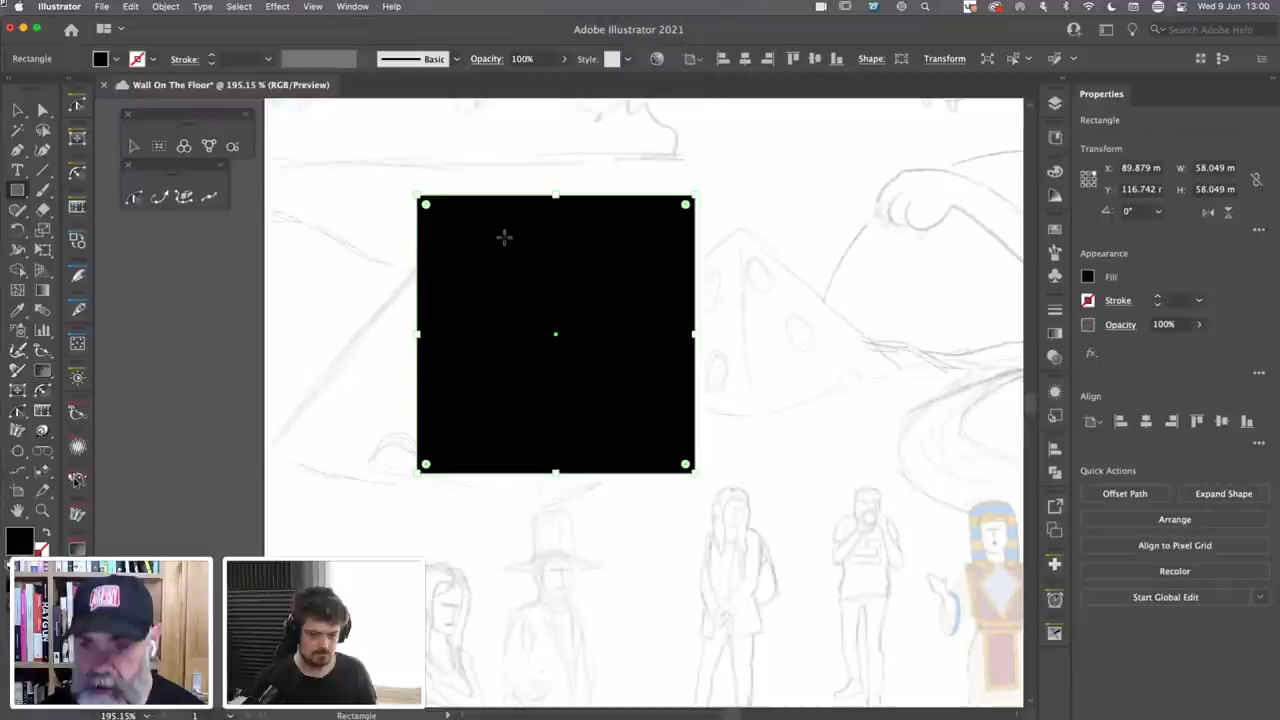 Illustrator File Edit Object Type Select Effect View Window Help
Wed 9 Jun 13:00
Adobe Illustrator 2021
Search Adobe Help
Rectangle
Stroke:
Basic
Opacity: 100%
Style:
Shape:
Transform
Wall On The Floor* @ 195.15 % (RGB/Preview)
Properties
Rectangle
Transform
X: 89.879 m W: 58.049 m
Y: 116.742 r H: 58.049 m
0°
Appearance
Fill
Stroke
Opacity 100%
fx.
Align
Quick Actions
Offset Path Expand Shape
Arrange
Align to Pixel Grid
Recolor
Start Global Edit
195.15% 1 Rectangle